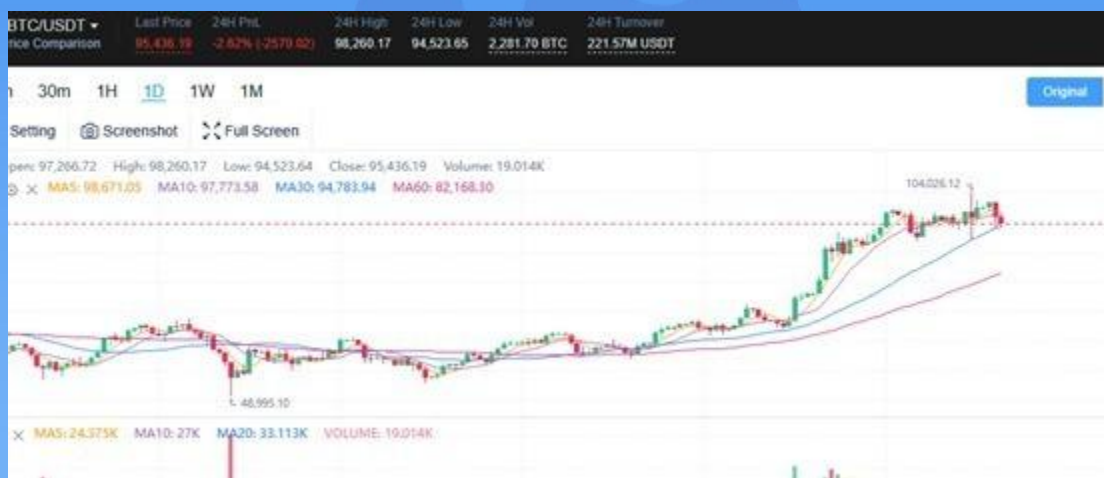 BTC/USDT Last Price 24H PnL 24H High 24H Low 24H Vol 24H Turnover
rice Comparison 95,436.19 -2.62% (-2570.02) 98,260.17 94,523.65 2,281.70 BTC 221.57M USDT
30m 1H 1D 1W 1M Original
Setting Screenshot Full Screen
pen: 97,266.72 High: 98,260.17 Low: 94,523.64 Close: 95,436.19 Volume: 19.014K
MA5: 98,671.05 MA10: 97,773.58 MA30: 94,783.94 MA60: 82,168.30
104,026.12
48,995.10
MA5: 24.375K MA10: 27K MA20: 33.113K VOLUME: 19.014K